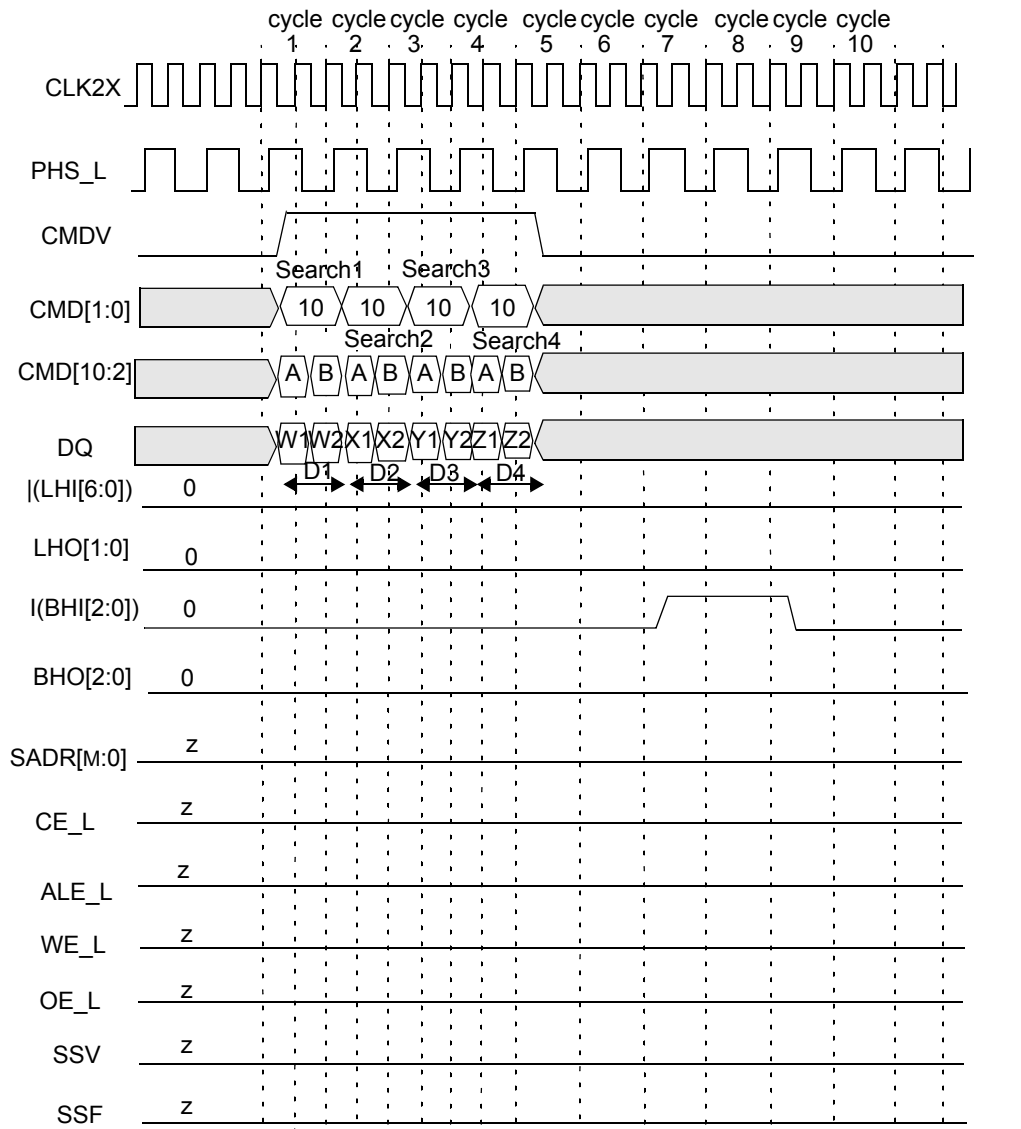 cycle cycle cycle cycle cycle cycle cycle cycle cycle cycle
1 2 3 4 5 6 7 8 9 10
CLK2X
PHS_L
CMDV
Search1 Search3
CMD[1:0] 10 10 10 10
Search2 Search4
CMD[10:2] A B A B A B A B
DQ W1 W2 X1 X2 Y1 Y2 Z1 Z2
D1 D2 D3 D4
|(LHI[6:0]) 0
LHO[1:0] 0
I(BHI[2:0]) 0
BHO[2:0] 0
SADR[M:0] z
CE_L z
ALE_L z
WE_L z
OE_L z
SSV z
SSF z